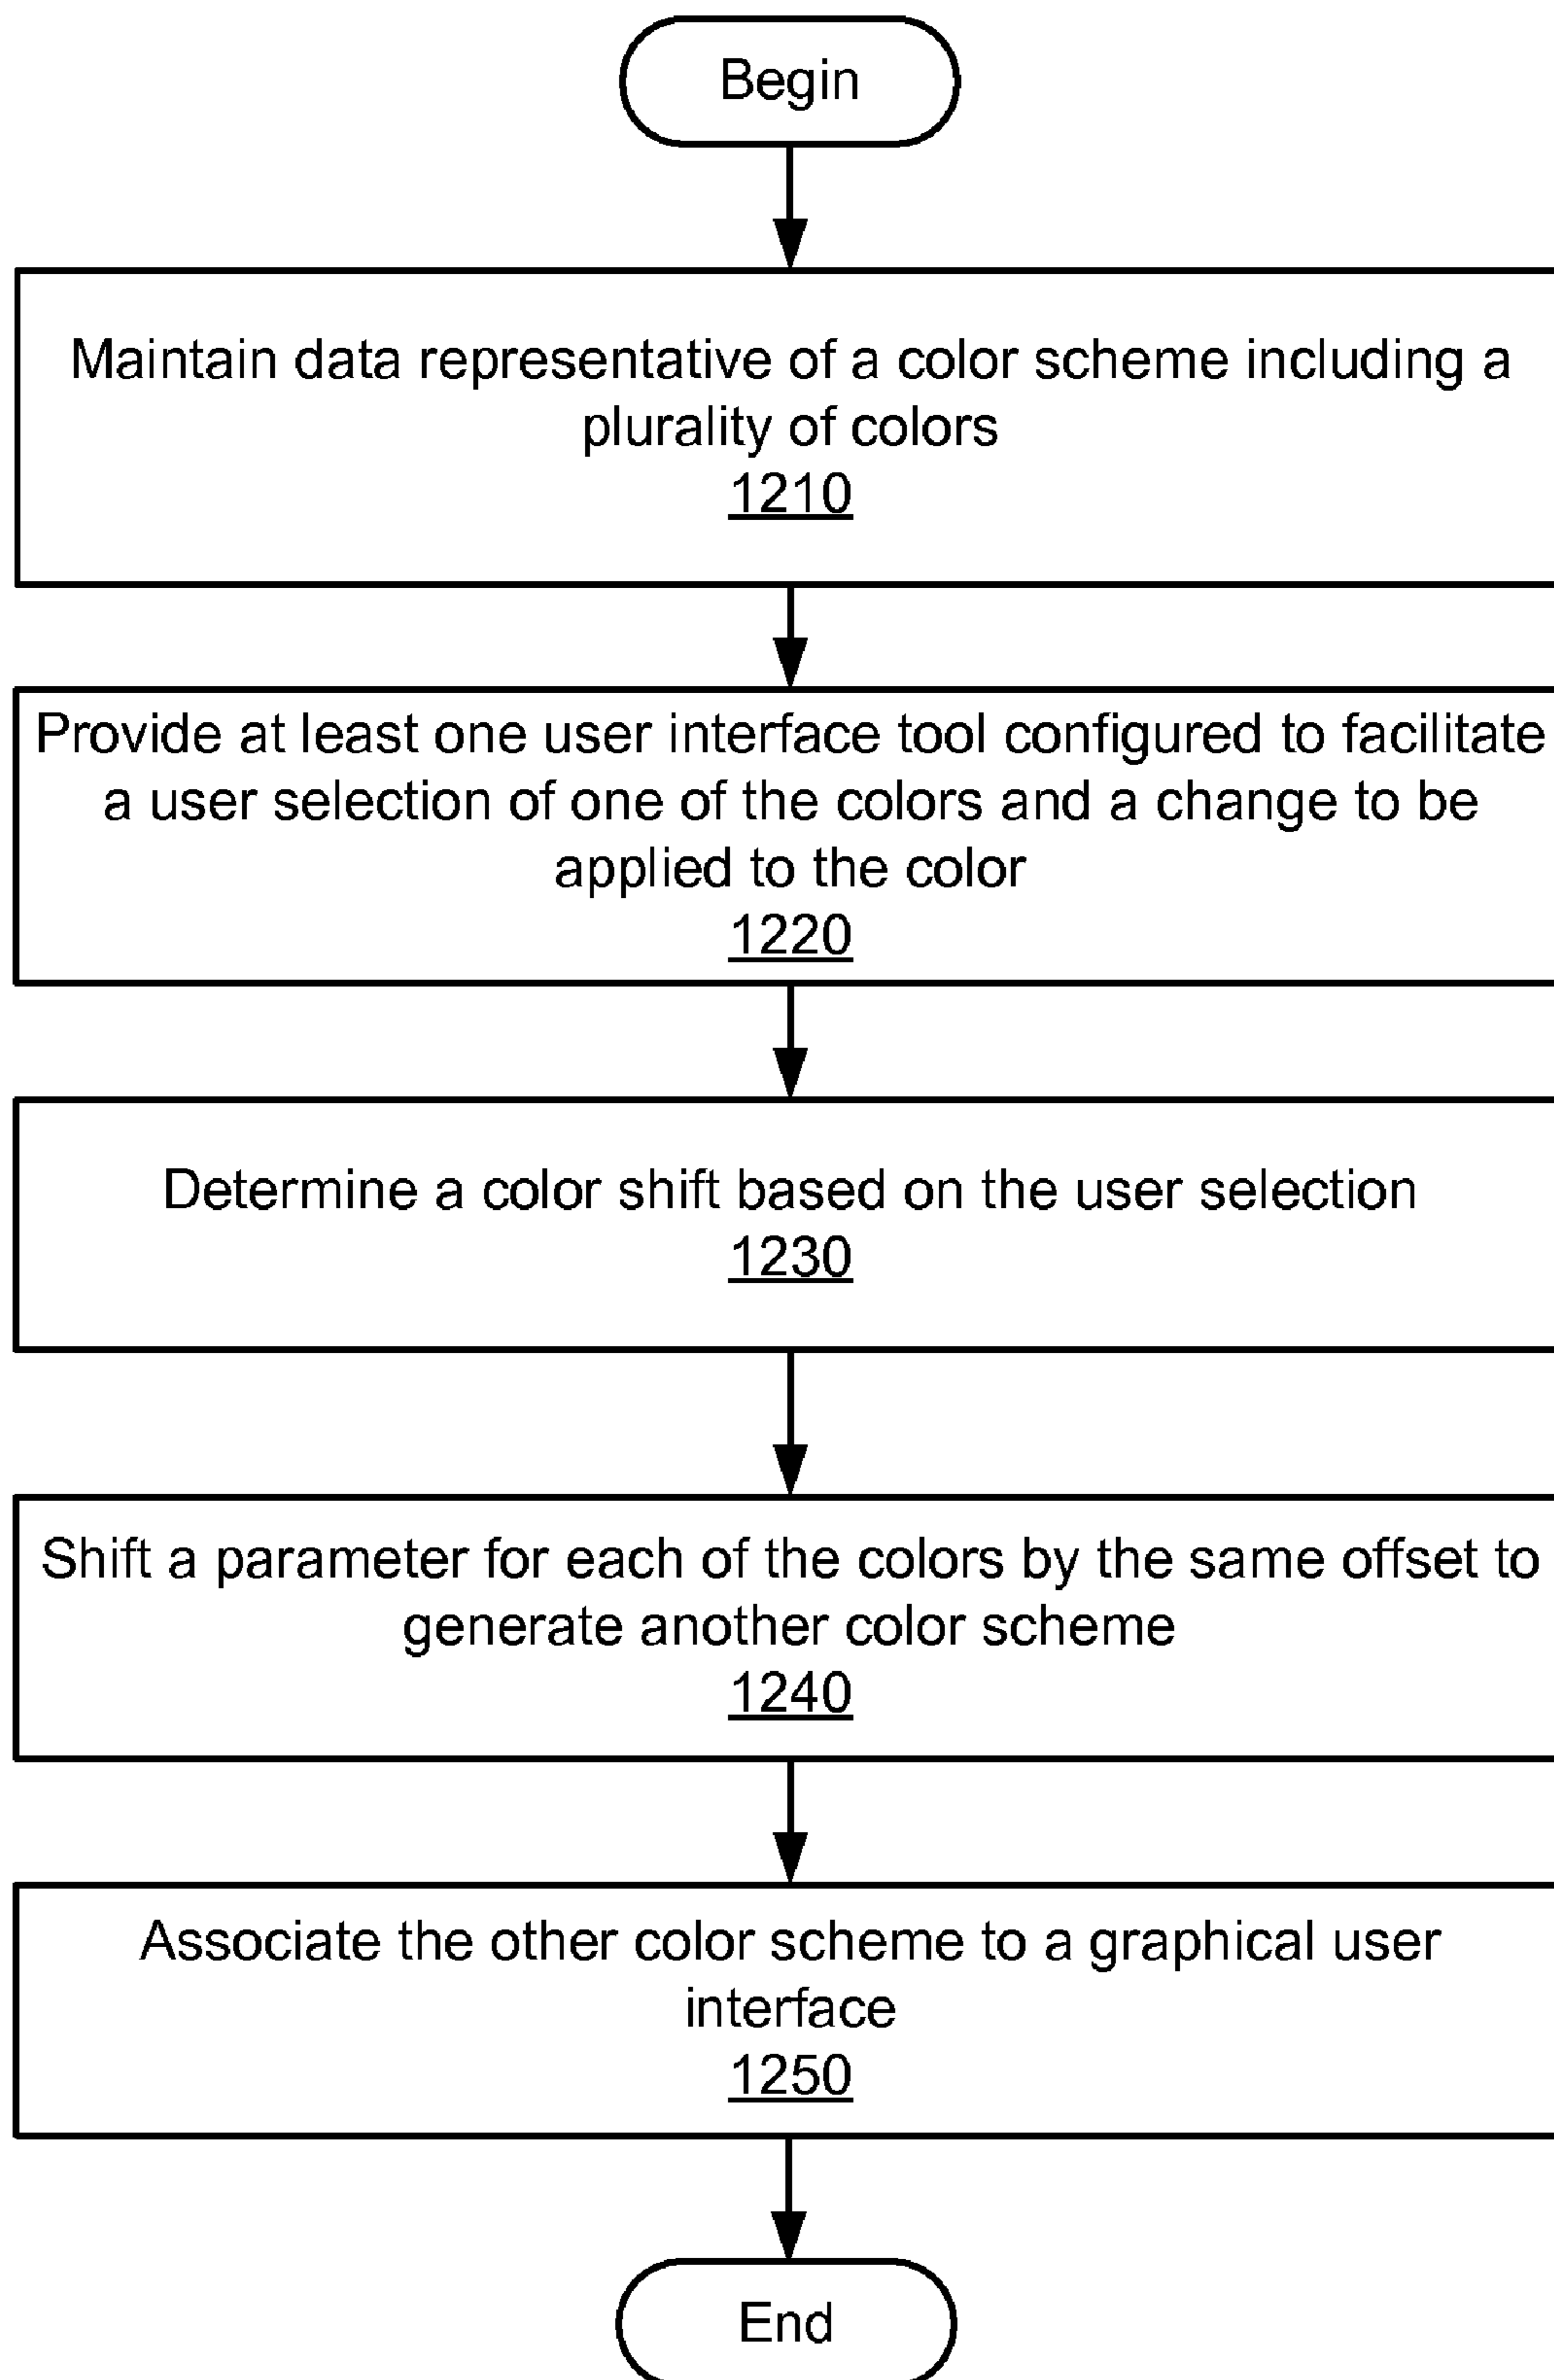 Begin
Maintain data representative of a color scheme including a
plurality of colors
1210
Provide at least one user interface tool configured to facilitate
a user selection of one of the colors and a change to be
applied to the color
1220
Determine a color shift based on the user selection
1230
Shift a parameter for each of the colors by the same offset to
generate another color scheme
1240
Associate the other color scheme to a graphical user
interface
1250
End